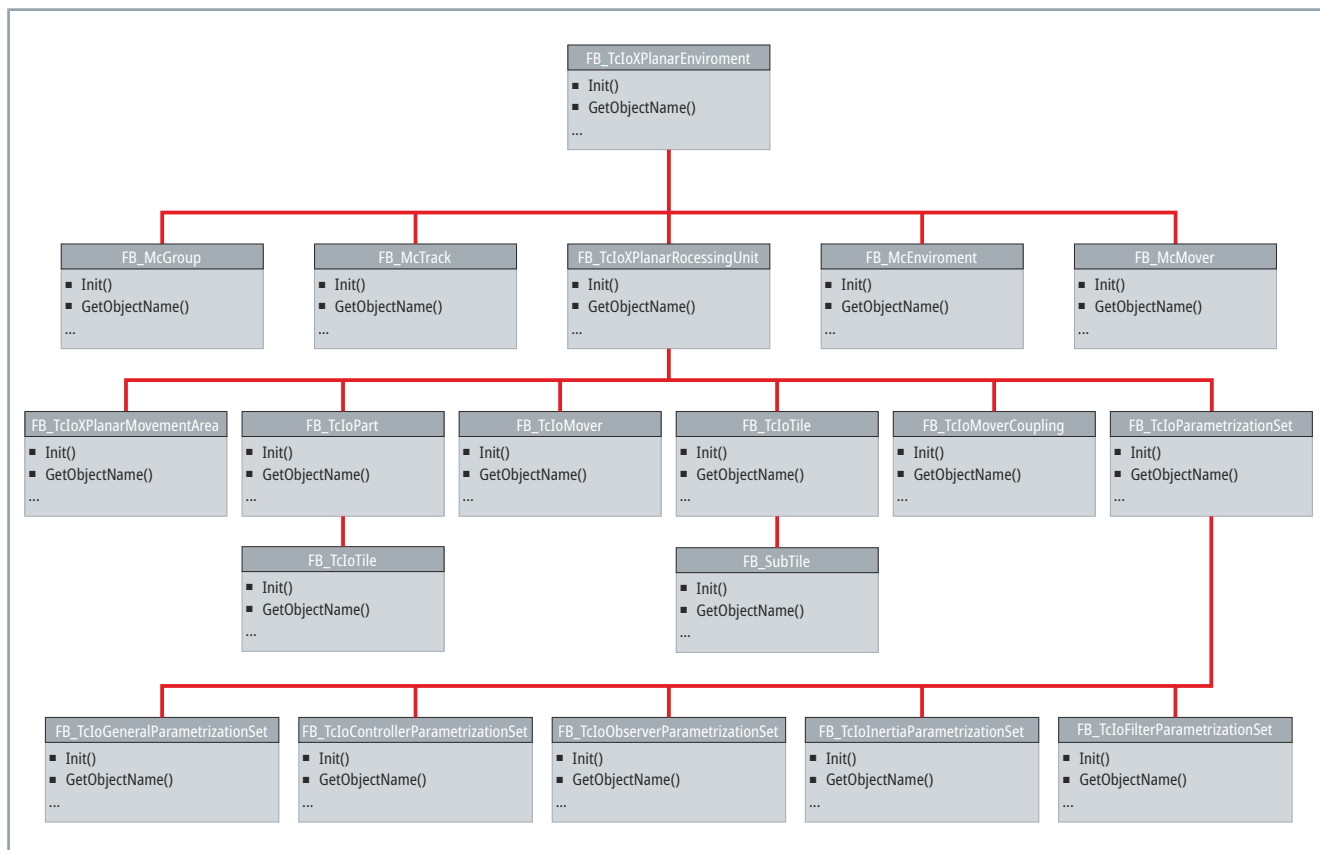 FB_TcIoXPlanarEnviroment
▪ Init()
▪ GetObjectName()
...
FB_McGroup
▪ Init()
▪ GetObjectName()
...
FB_McTrack
▪ Init()
▪ GetObjectName()
...
FB_TcIoXPlanarRocessingUnit
▪ Init()
▪ GetObjectName()
...
FB_McEnviroment
▪ Init()
▪ GetObjectName()
...
FB_McMover
▪ Init()
▪ GetObjectName()
...
FB_TcIoXPlanarMovementArea
▪ Init()
▪ GetObjectName()
...
FB_TcIoPart
▪ Init()
▪ GetObjectName()
...
FB_TcIoMover
▪ Init()
▪ GetObjectName()
...
FB_TcIoTile
▪ Init()
▪ GetObjectName()
...
FB_TcIoMoverCoupling
▪ Init()
▪ GetObjectName()
...
FB_TcIoParametrizationSet
▪ Init()
▪ GetObjectName()
...
FB_TcIoTile
▪ Init()
▪ GetObjectName()
...
FB_SubTile
▪ Init()
▪ GetObjectName()
...
FB_TcIoGeneralParametrizationSet
▪ Init()
▪ GetObjectName()
...
FB_TcIoControllerParametrizationSet
▪ Init()
▪ GetObjectName()
...
FB_TcIoObserverParametrizationSet
▪ Init()
▪ GetObjectName()
...
FB_TcIoInertiaParametrizationSet
▪ Init()
▪ GetObjectName()
...
FB_TcIoFilterParametrizationSet
▪ Init()
▪ GetObjectName()
...